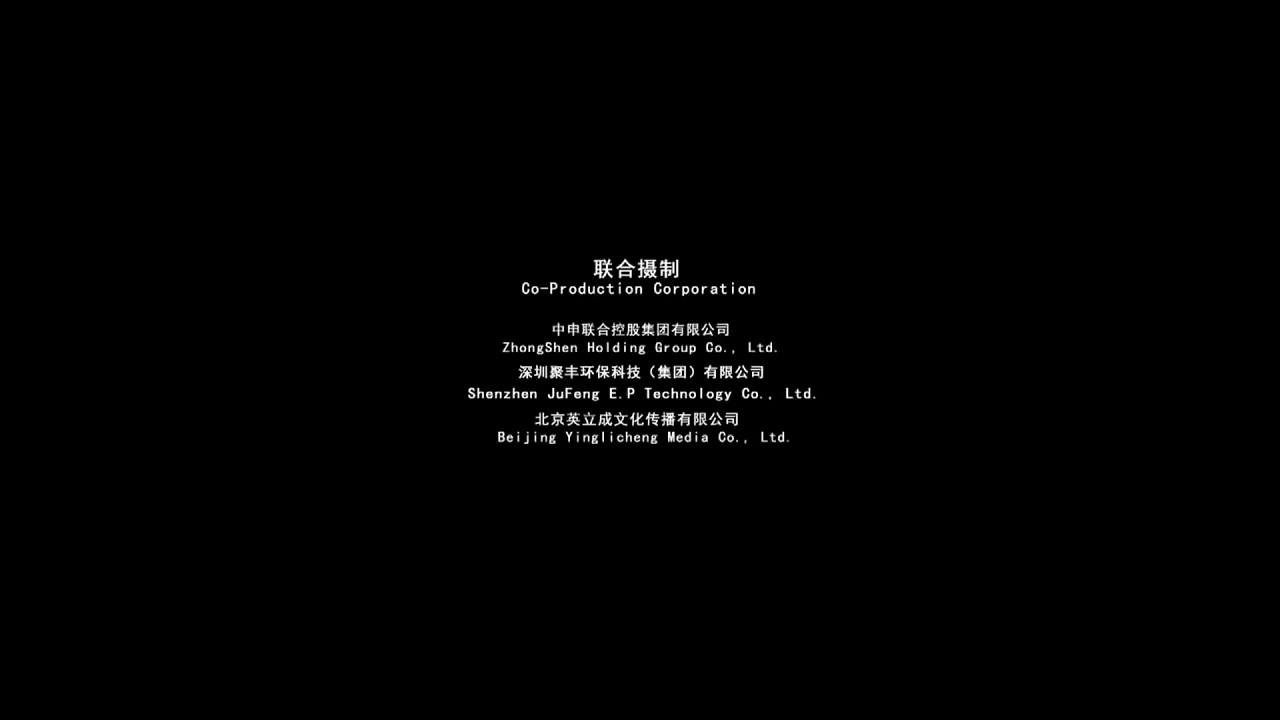 联合摄制
Co-Production Corporation
中申联合控股集团有限公司
ZhongShen Holding Group Co., Ltd.
深圳聚丰环保科技（集团）有限公司
Shenzhen JuFeng E.P Technology Co., Ltd.
北京英立成文化传播有限公司
Beijing Yinglicheng Media Co., Ltd.